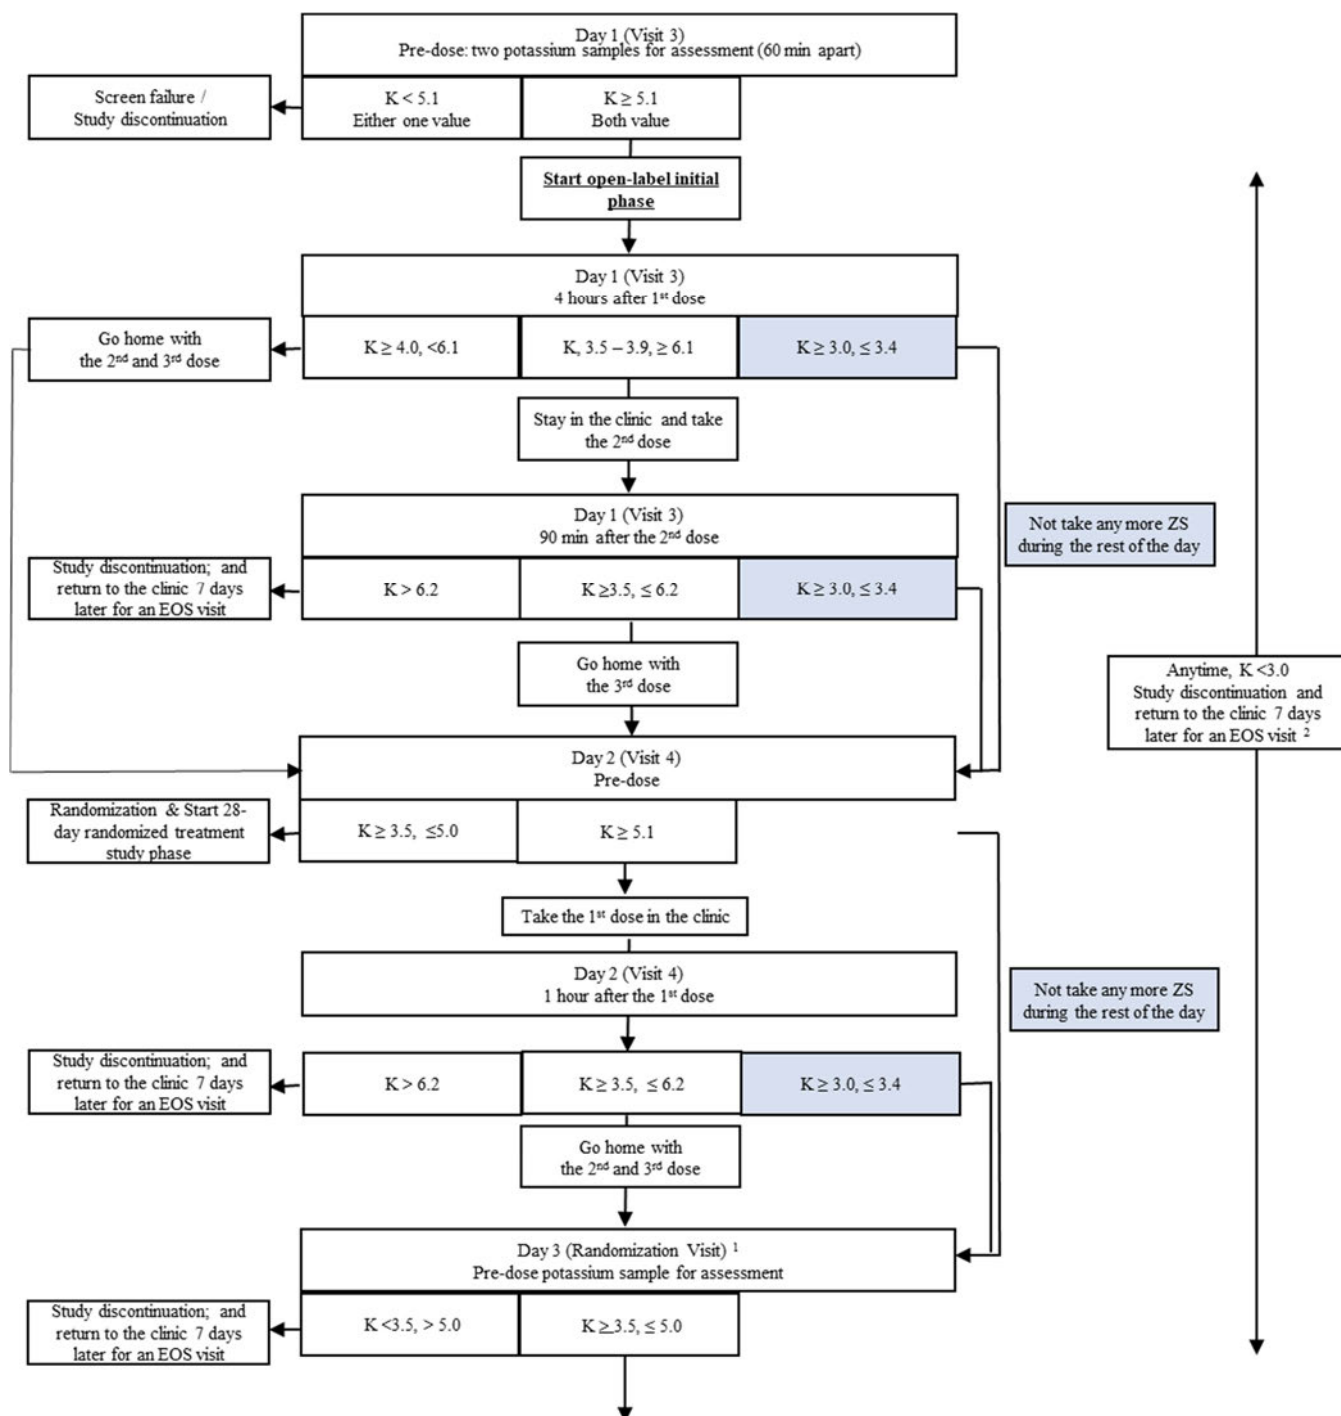 Day 1 (Visit 3)
Pre-dose: two potassium samples for assessment (60 min apart)
Screen failure /
Study discontinuation
K < 5.1
Either one value
K ≥ 5.1
Both value
Start open-label initial
phase
Day 1 (Visit 3)
4 hours after 1st dose
Go home with
the 2nd and 3rd dose
K ≥ 4.0, <6.1
K, 3.5 – 3.9, ≥ 6.1
K ≥ 3.0, ≤ 3.4
Stay in the clinic and take
the 2nd dose
Day 1 (Visit 3)
90 min after the 2nd dose
Not take any more ZS
during the rest of the day
Study discontinuation; and
return to the clinic 7 days
later for an EOS visit
K > 6.2
K ≥3.5, ≤ 6.2
K ≥ 3.0, ≤ 3.4
Go home with
the 3rd dose
Anytime, K <3.0
Study discontinuation and
return to the clinic 7 days
later for an EOS visit 2
Day 2 (Visit 4)
Pre-dose
Randomization & Start 28-
day randomized treatment
study phase
K ≥ 3.5, ≤5.0
K ≥ 5.1
Take the 1st dose in the clinic
Day 2 (Visit 4)
1 hour after the 1st dose
Not take any more ZS
during the rest of the day
Study discontinuation; and
return to the clinic 7 days
later for an EOS visit
K > 6.2
K ≥ 3.5, ≤ 6.2
K ≥ 3.0, ≤ 3.4
Go home with
the 2nd and 3rd dose
Day 3 (Randomization Visit) 1
Pre-dose potassium sample for assessment
Study discontinuation; and
return to the clinic 7 days
later for an EOS visit
K <3.5, > 5.0
K ≥3.5, ≤ 5.0